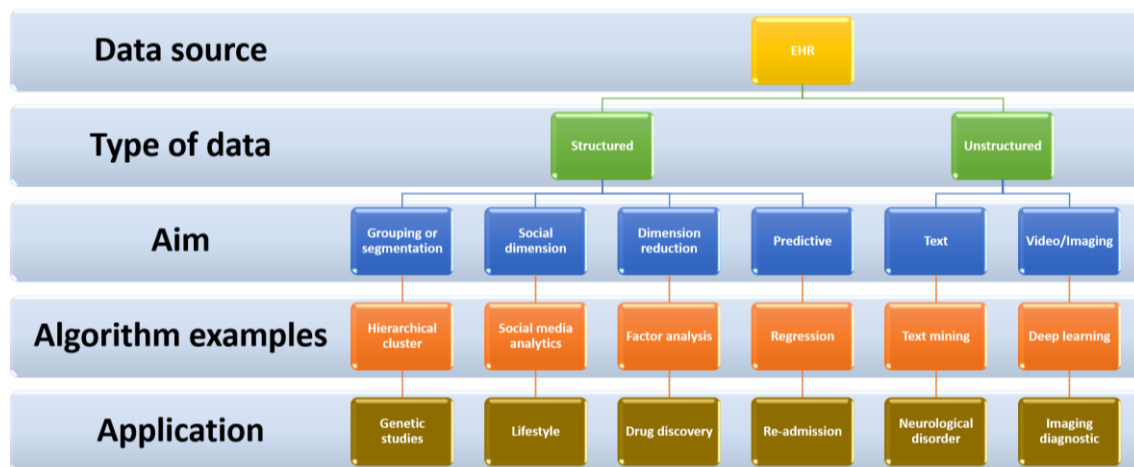 Data source
EHR
Type of data
Structured
Unstructured
Aim
Grouping or
segmentation
Social
dimension
Dimension
reduction
Predictive
Text
Video/Imaging
Algorithm examples
Hierarchical
cluster
Social media
analytics
Factor analysis
Regression
Text mining
Deep learning
Application
Genetic
studies
Lifestyle
Drug discovery
Re-admission
Neurological
disorder
Imaging
diagnostic